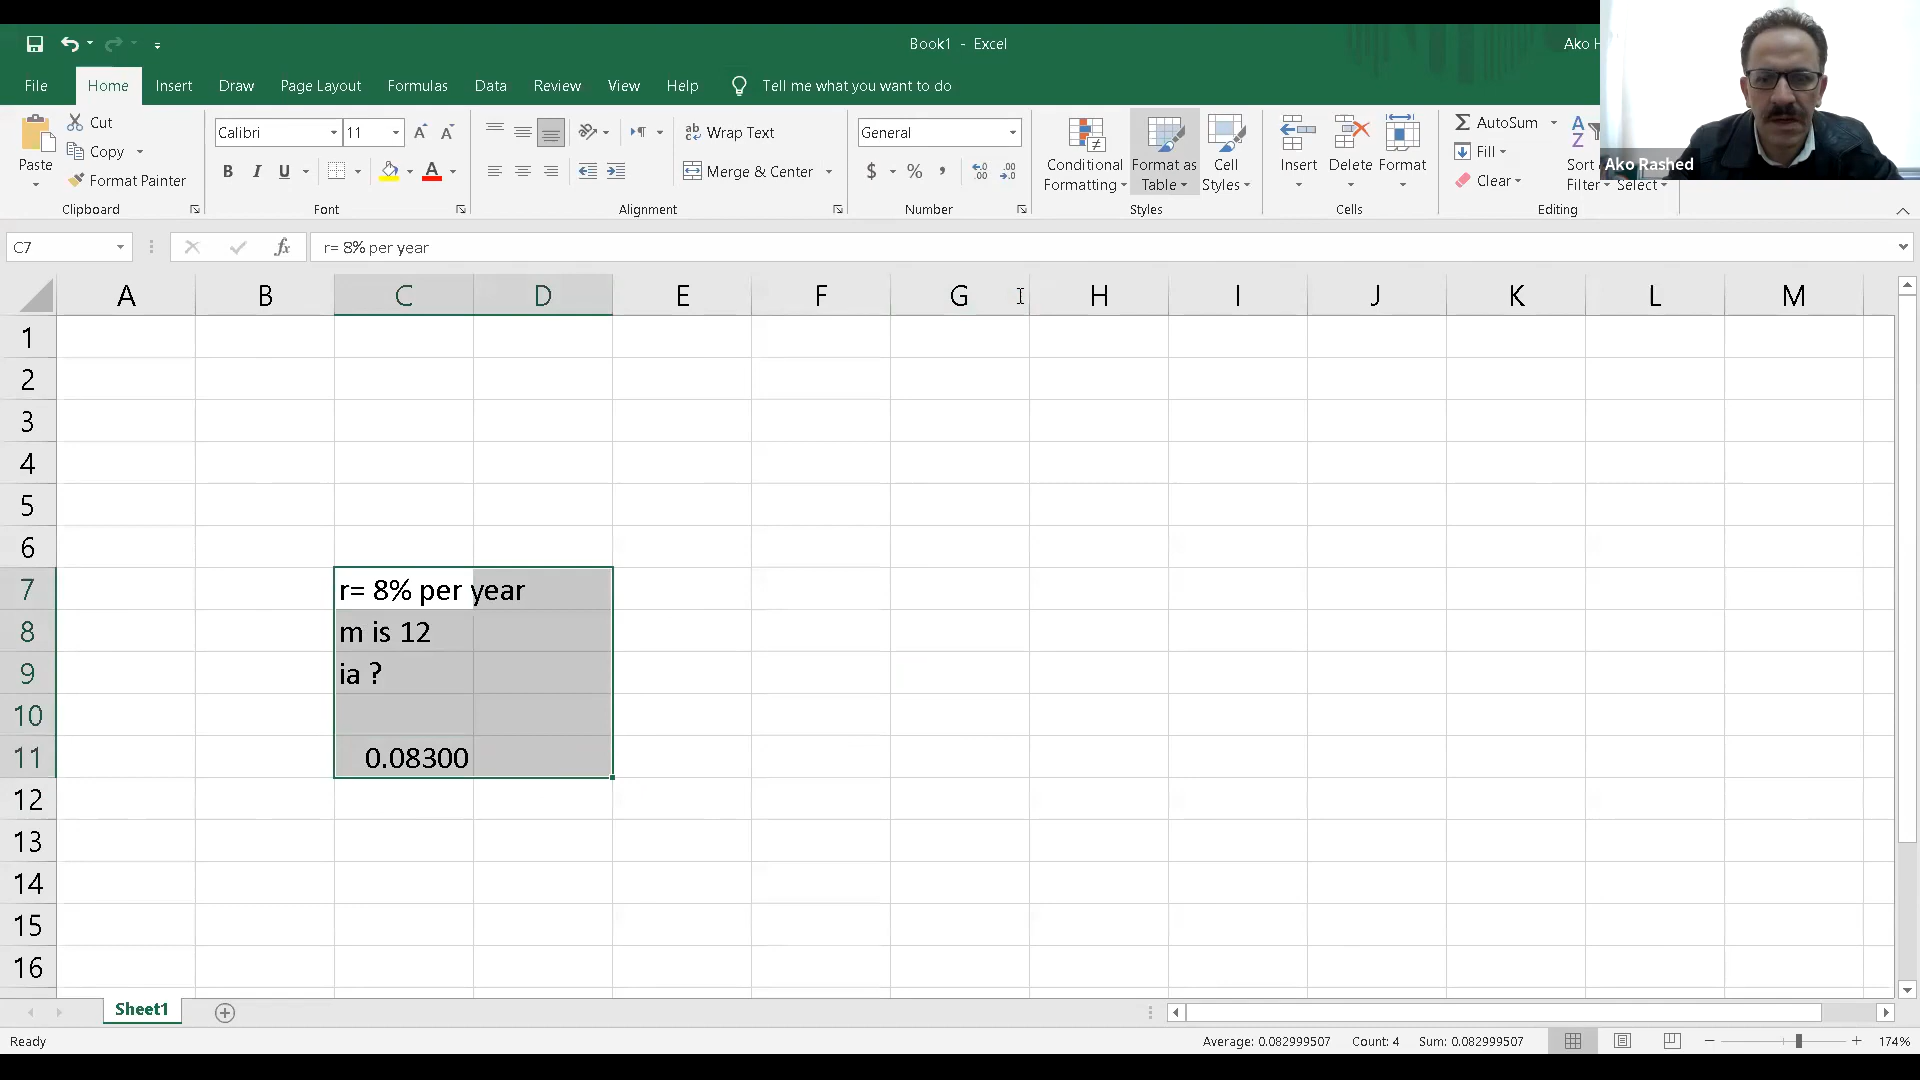 Book1 - Excel
Ako H
File Home Insert Draw Page Layout Formulas Data Review View Help Tell me what you want to do
Paste
Cut
Copy
Format Painter
Clipboard
Calibri 11
B I U
Font
Wrap Text
Merge & Center
Alignment
General
$ % ,
Number
Conditional Formatting
Format as Table
Cell Styles
Styles
Insert Delete Format
Cells
AutoSum
Fill
Clear
Sort
Filter Select
Editing
Ako Rashed
C7 fx r= 8% per year
A B C D E F G H I J K L M
1
2
3
4
5
6
7 r= 8% per year
8 m is 12
9 ia ?
10
11 0.08300
12
13
14
15
16
Sheet1
Ready Average: 0.082999507 Count: 4 Sum: 0.082999507 174%